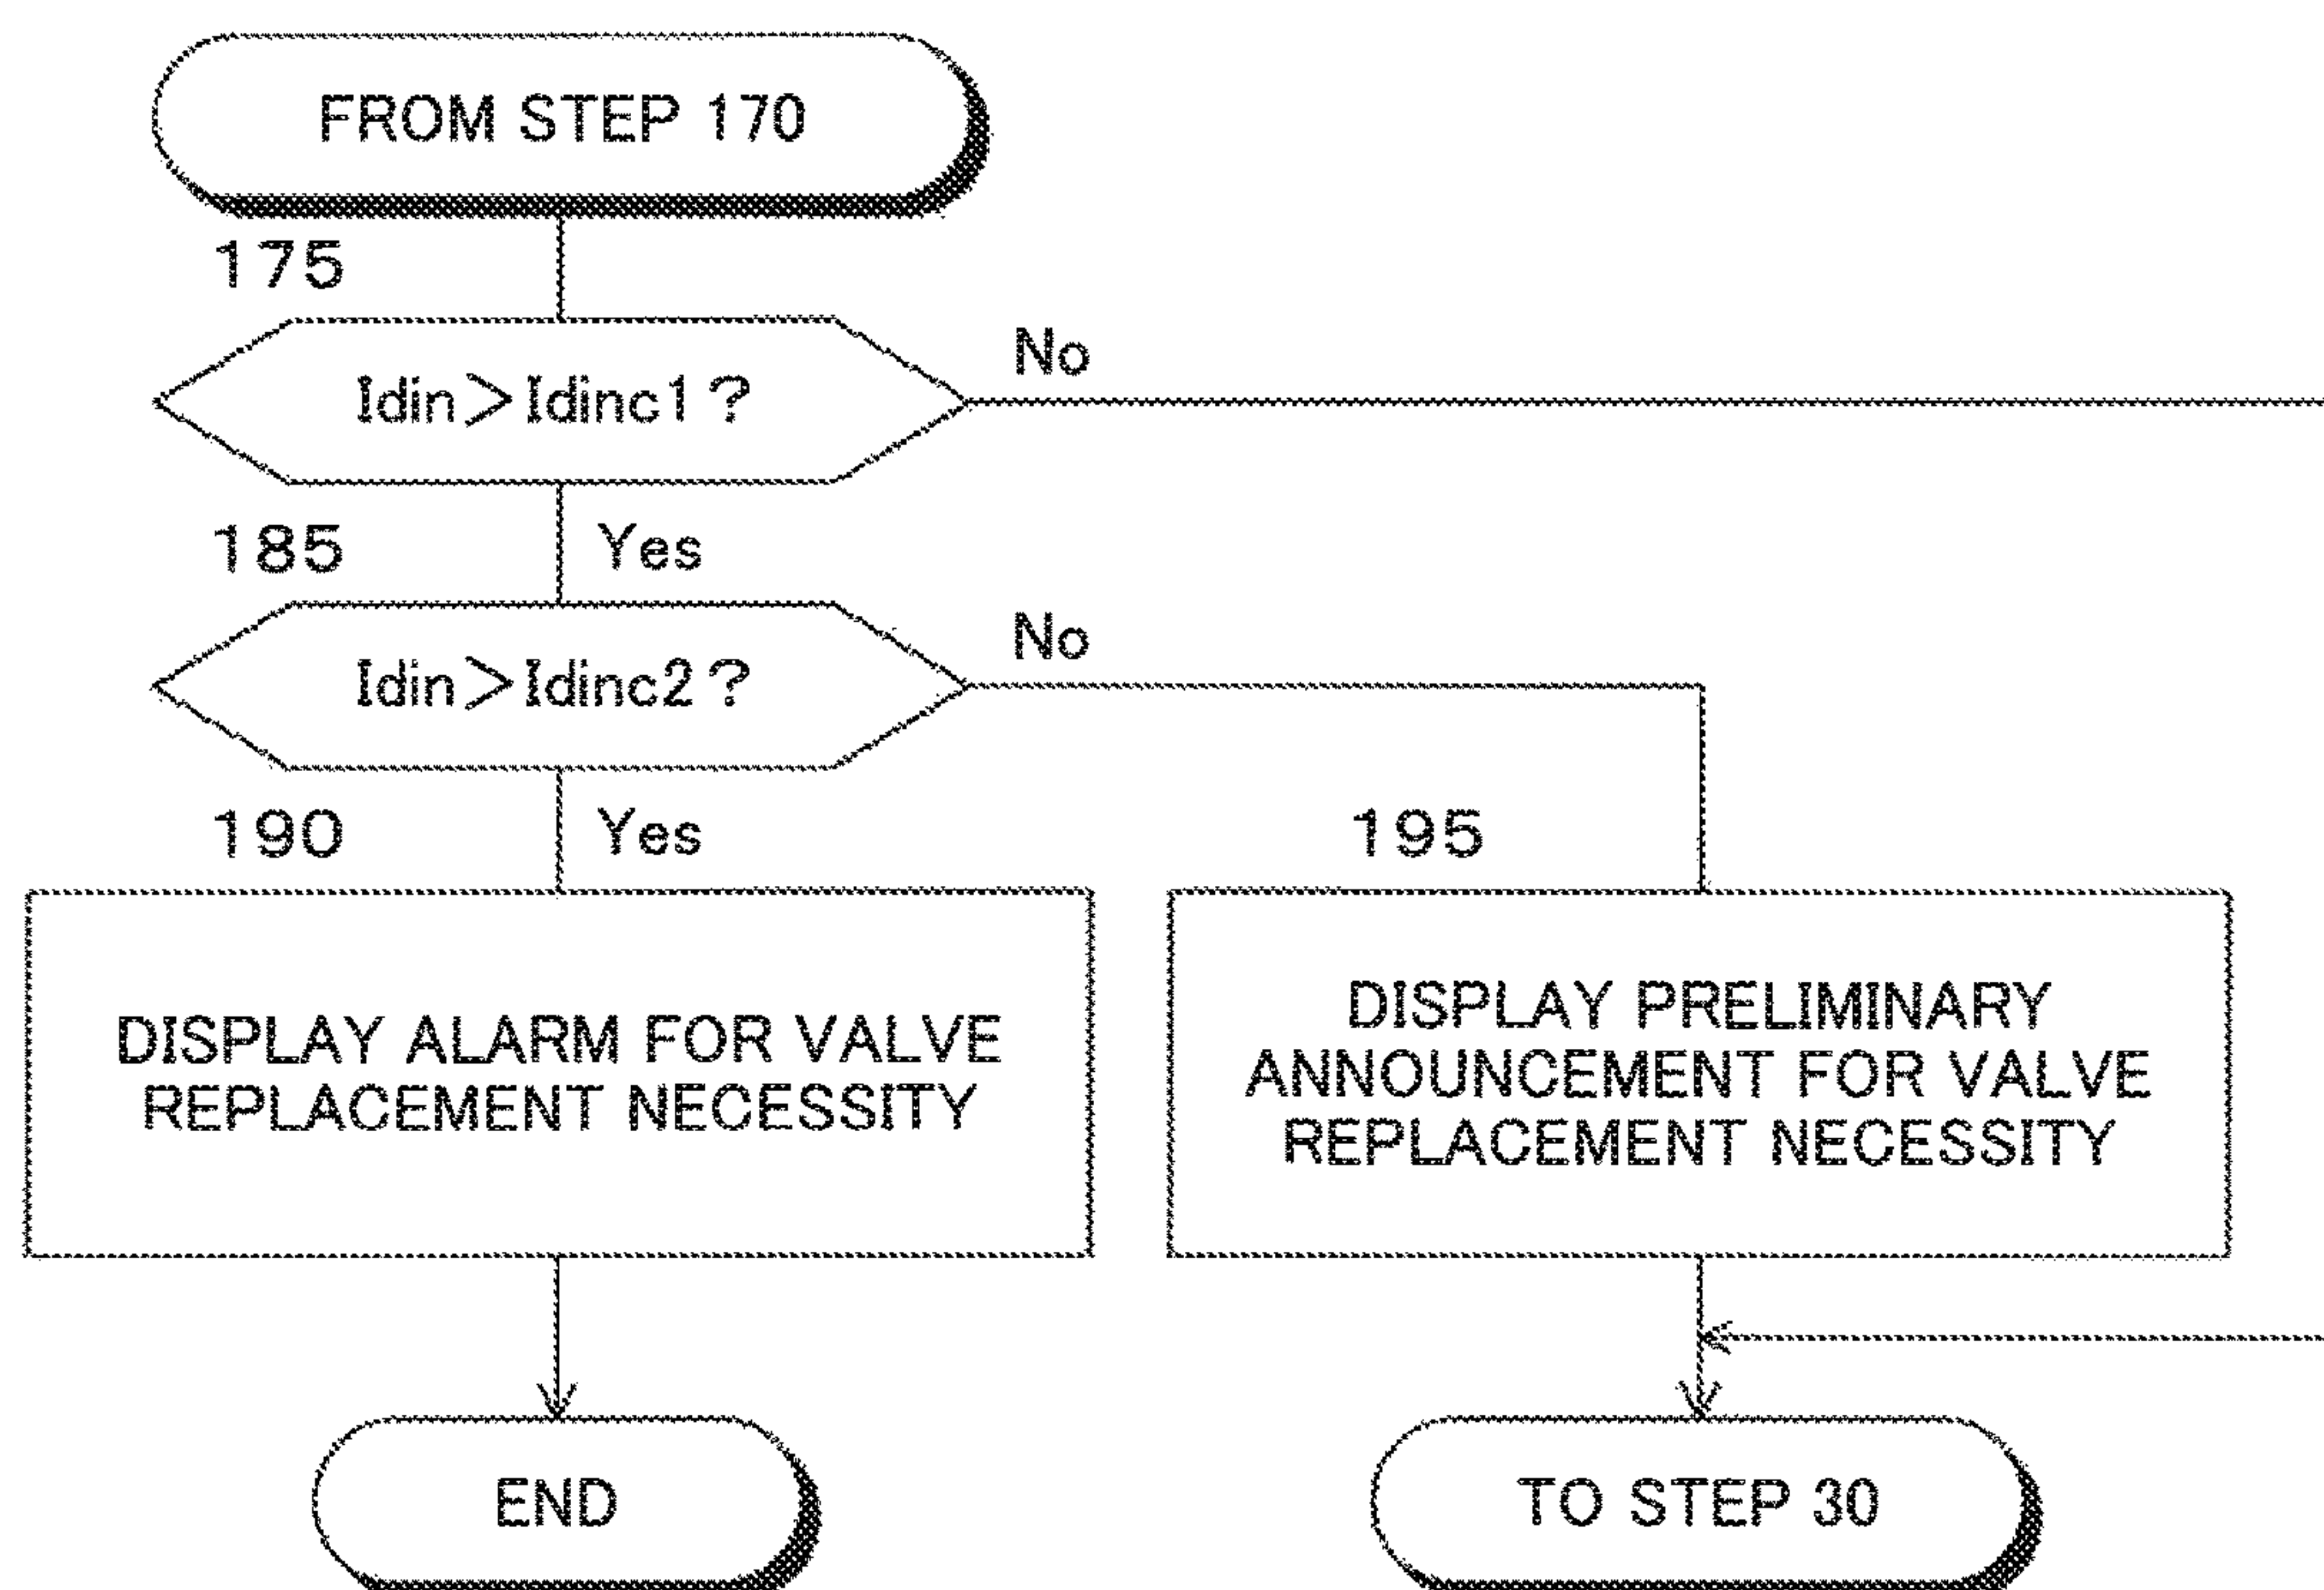 FROM STEP 170
175
Idin>Idinc1?
No
185
Yes
Idin>Idinc2?
No
190
Yes
195
DISPLAY ALARM FOR VALVE
REPLACEMENT NECESSITY
DISPLAY PRELIMINARY
ANNOUNCEMENT FOR VALVE
REPLACEMENT NECESSITY
END
TO STEP 30